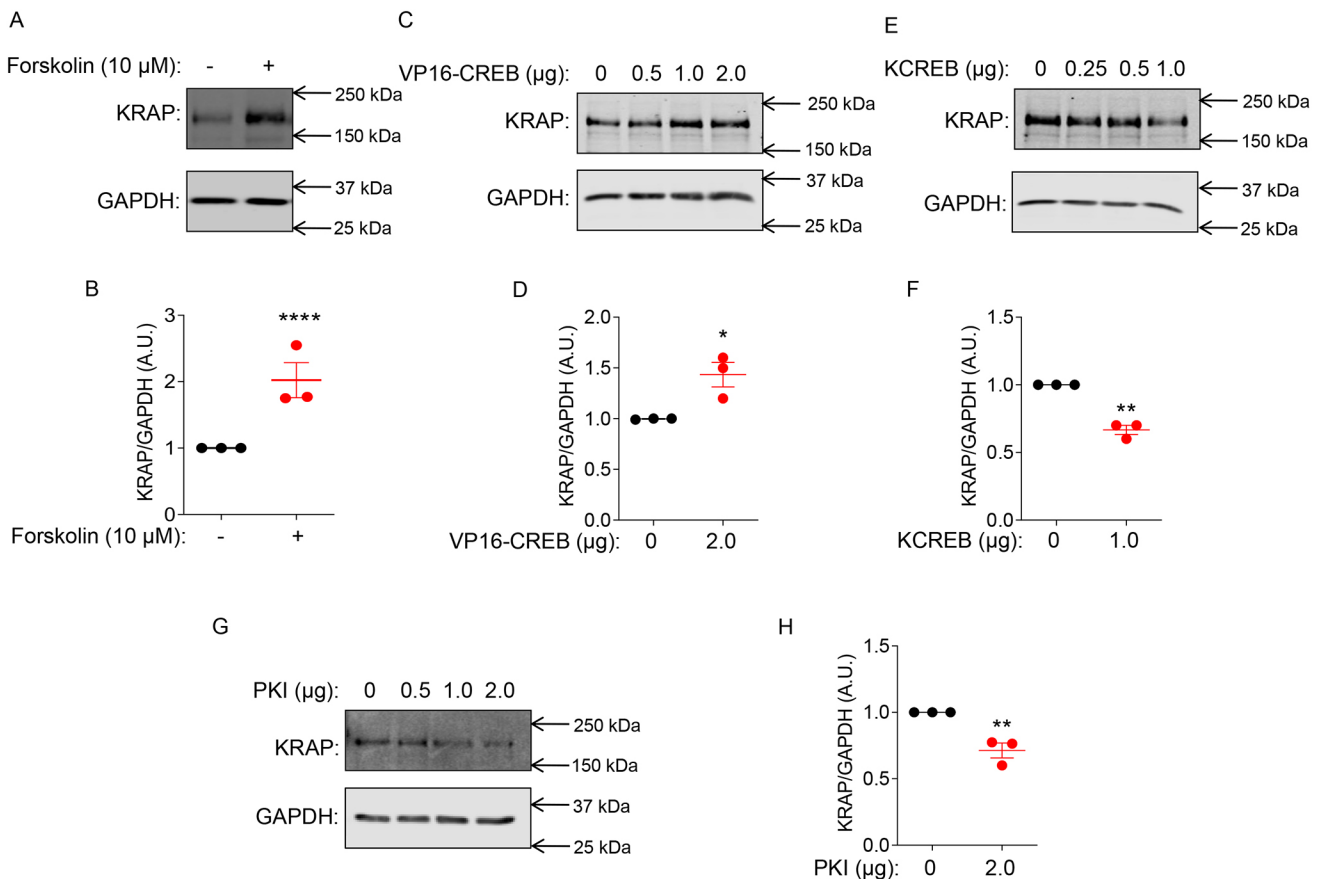 A
Forskolin (10 µM): - +
KRAP:
250 kDa
150 kDa
GAPDH:
37 kDa
25 kDa
C
VP16-CREB (µg): 0 0.5 1.0 2.0
KRAP:
250 kDa
150 kDa
GAPDH:
37 kDa
25 kDa
E
KCREB (µg): 0 0.25 0.5 1.0
KRAP:
250 kDa
150 kDa
GAPDH:
37 kDa
25 kDa
B
KRAP/GAPDH (A.U.)
3
2
1
0
****
Forskolin (10 µM): - +
D
KRAP/GAPDH (A.U.)
2.0
1.5
1.0
0.5
0.0
*
VP16-CREB (µg): 0 2.0
F
KRAP/GAPDH (A.U.)
1.5
1.0
0.5
0.0
**
KCREB (µg): 0 1.0
G
PKI (µg): 0 0.5 1.0 2.0
KRAP:
250 kDa
150 kDa
GAPDH:
37 kDa
25 kDa
H
KRAP/GAPDH (A.U.)
1.5
1.0
0.5
0.0
**
PKI (µg): 0 2.0